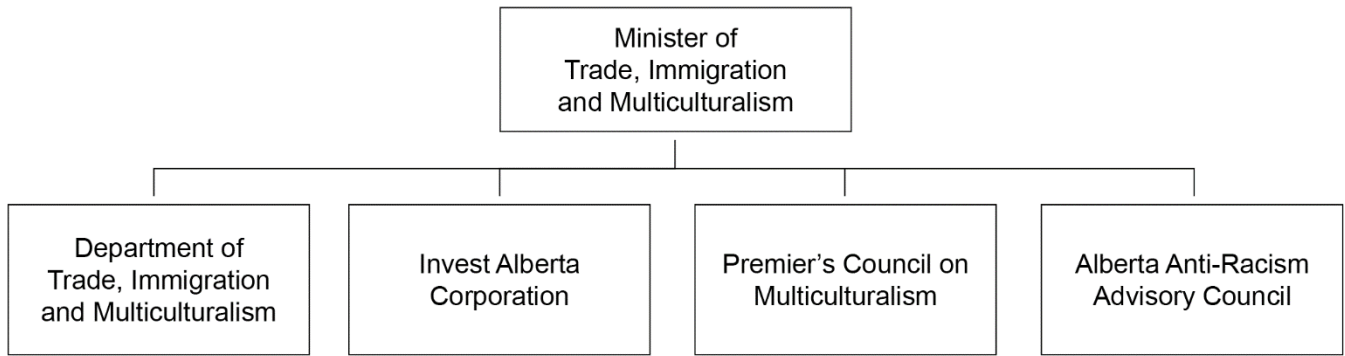 Minister of
Trade, Immigration
and Multiculturalism
Department of
Trade, Immigration
and Multiculturalism
Invest Alberta
Corporation
Premier’s Council on
Multiculturalism
Alberta Anti-Racism
Advisory Council